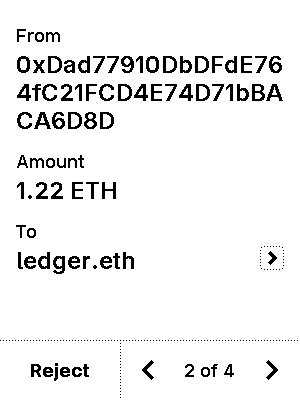 From
0xDad77910DbDFdE76
4fC21FCD4E74D71bBA
CA6D8D
Amount
1.22 ETH
To
ledger.eth
Reject
2 of 4